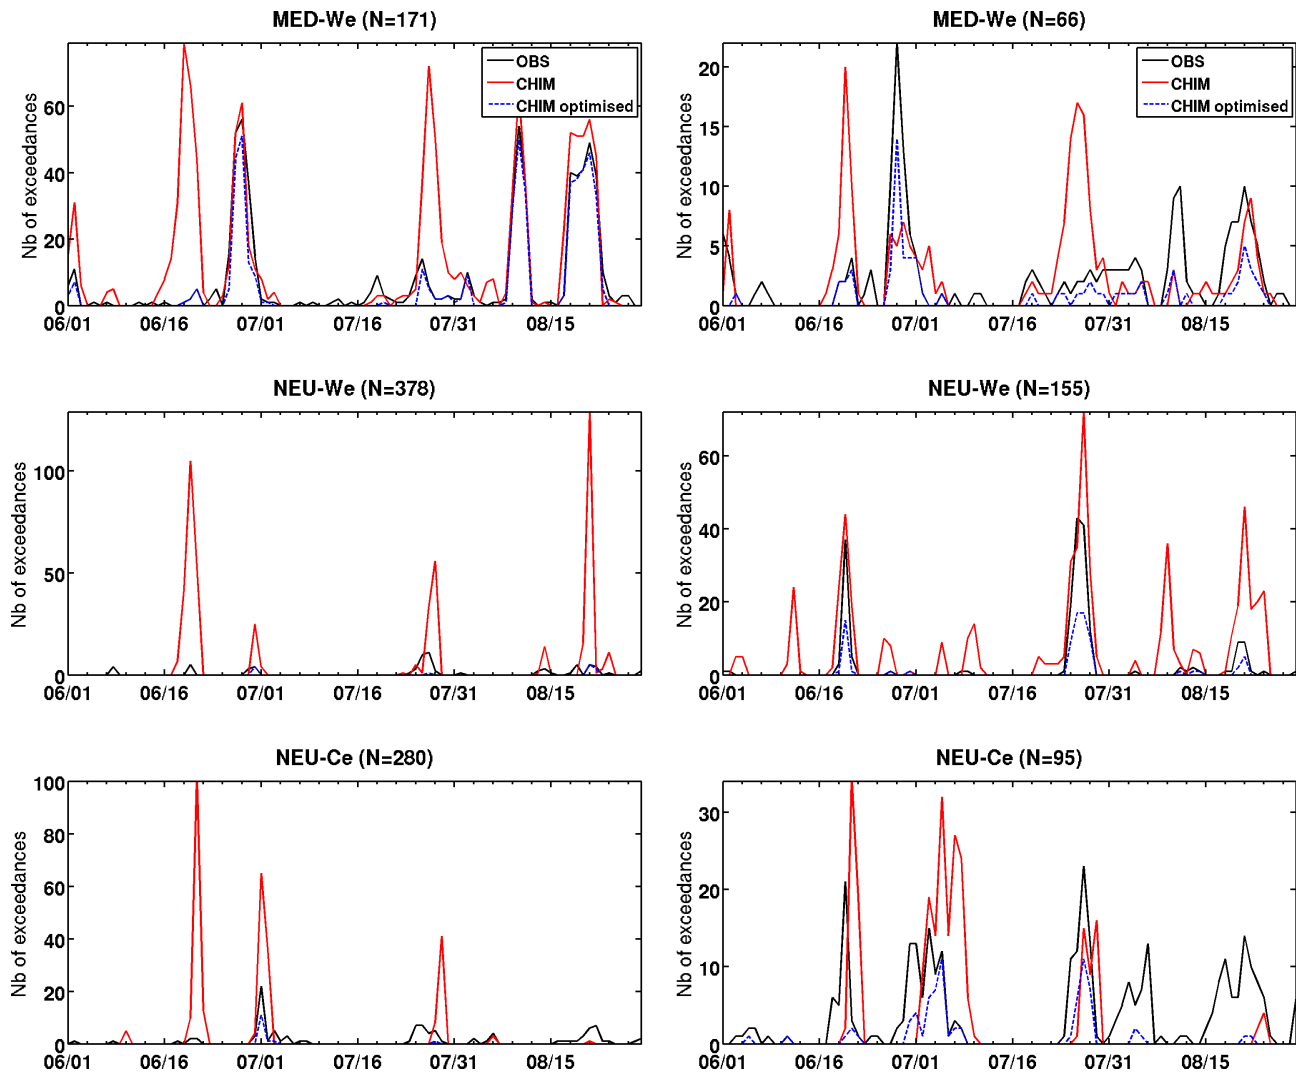 MED-We (N=171)
Nb of exceedances
60
40
20
0
06/01 06/16 07/01 07/16 07/31 08/15
OBS
CHIM
CHIM optimised
MED-We (N=66)
Nb of exceedances
20
15
10
5
0
06/01 06/16 07/01 07/16 07/31 08/15
OBS
CHIM
CHIM optimised
NEU-We (N=378)
Nb of exceedances
100
50
0
06/01 06/16 07/01 07/16 07/31 08/15
NEU-We (N=155)
Nb of exceedances
60
40
20
0
06/01 06/16 07/01 07/16 07/31 08/15
NEU-Ce (N=280)
Nb of exceedances
100
80
60
40
20
0
06/01 06/16 07/01 07/16 07/31 08/15
NEU-Ce (N=95)
Nb of exceedances
30
20
10
0
06/01 06/16 07/01 07/16 07/31 08/15